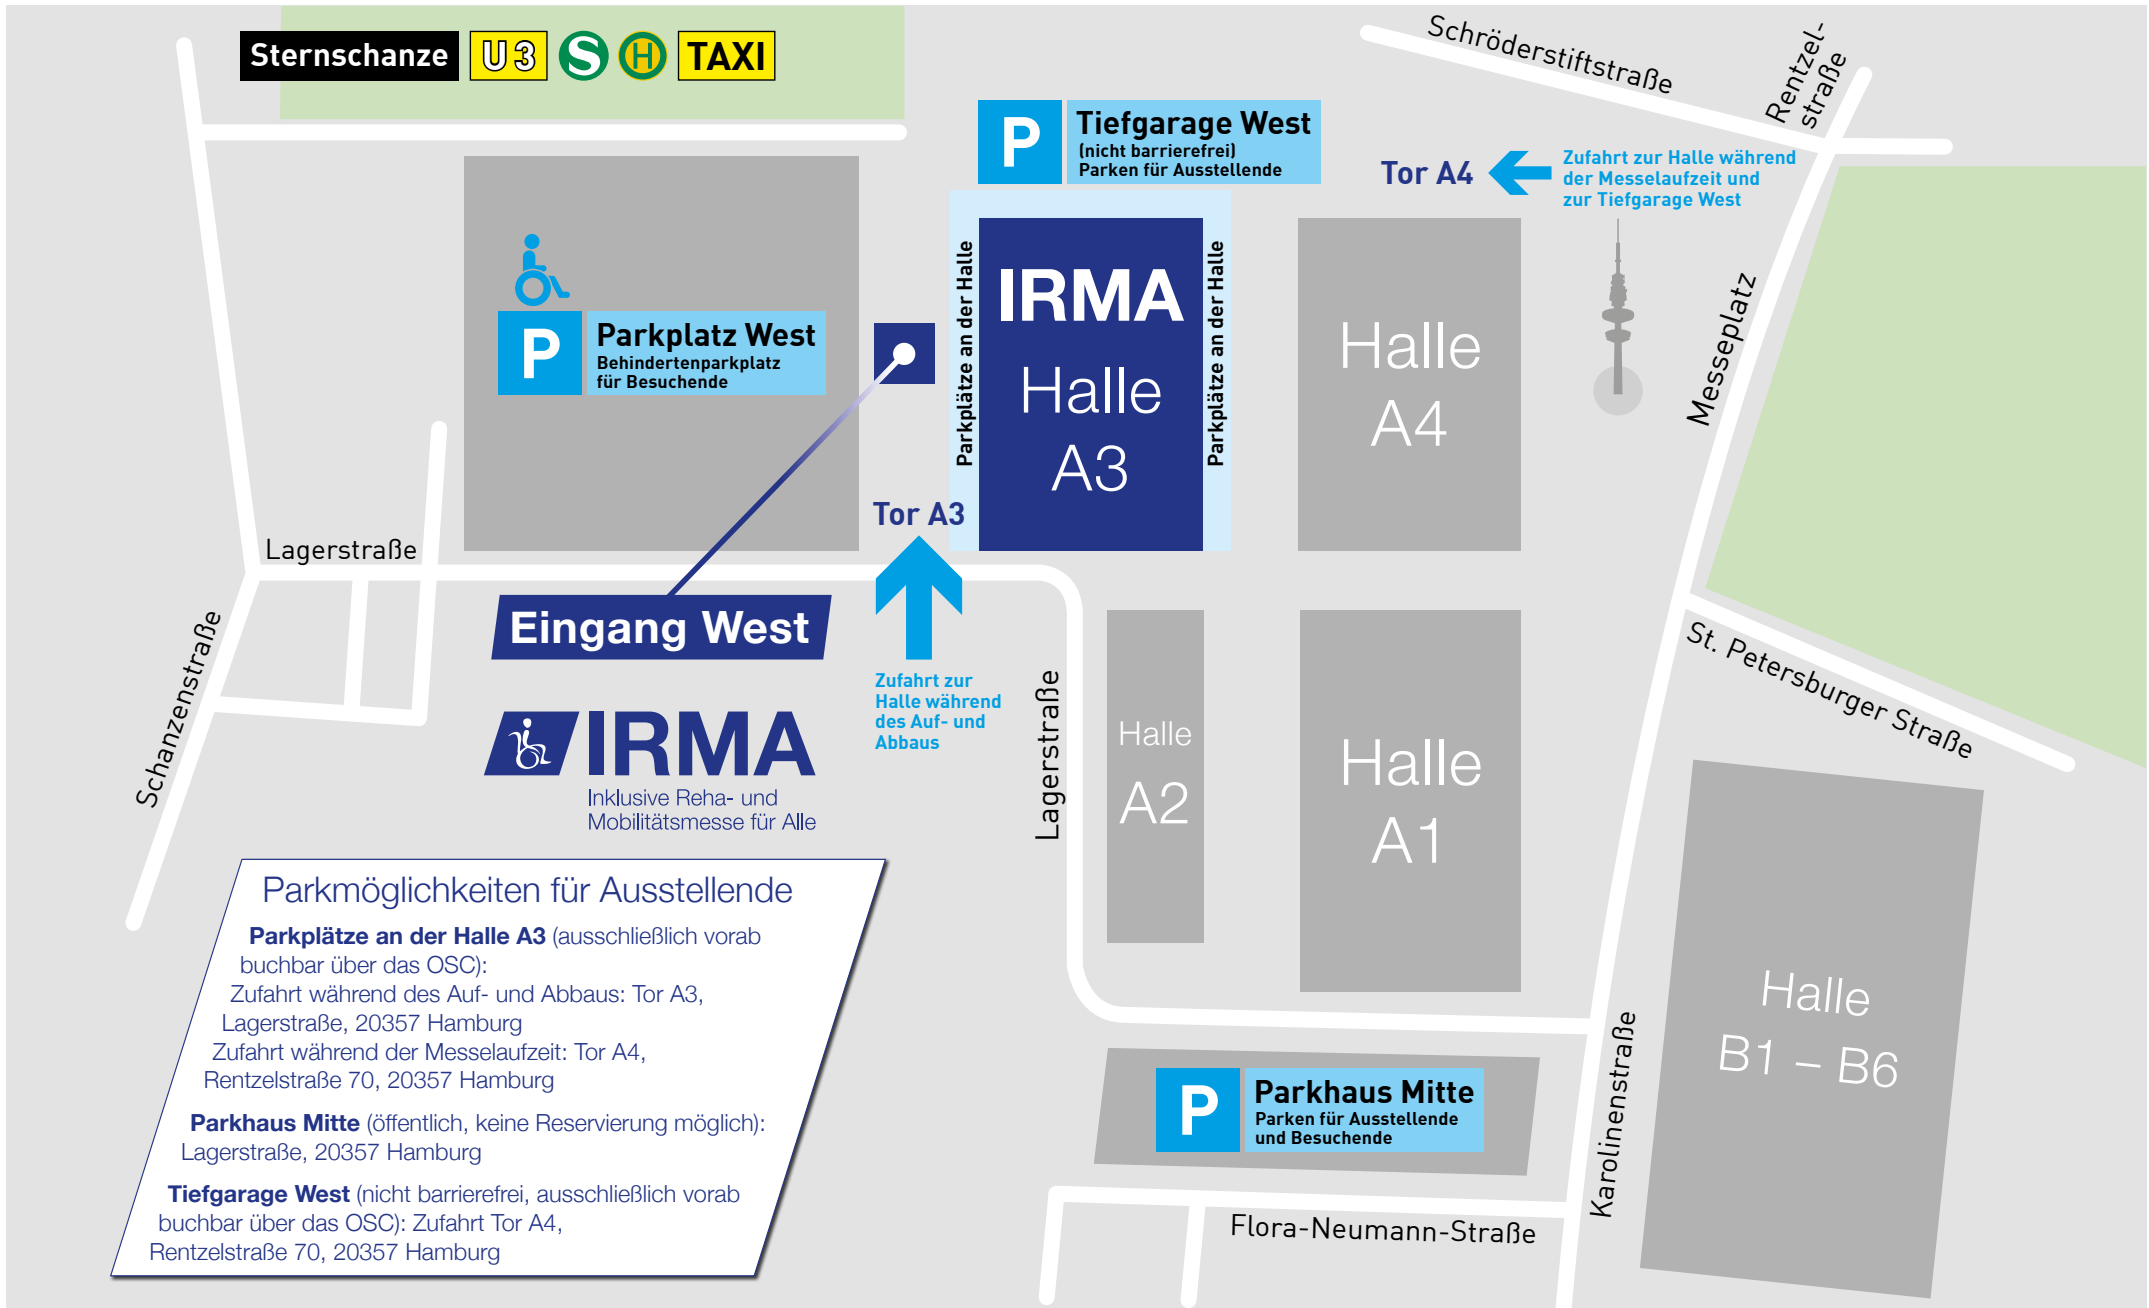 Sternschanze U3 S H TAXI
Schröderstiftstraße
Rentzel-
straße
P Tiefgarage West
(nicht barrierefrei)
Parken für Ausstellende
Tor A4
Zufahrt zur Halle während
der Messelaufzeit und
zur Tiefgarage West
P Parkplatz West
Behindertenparkplatz
für Besuchende
Parkplätze an der Halle
IRMA
Halle
A3
Parkplätze an der Halle
Halle
A4
Messeplatz
Tor A3
Lagerstraße
Eingang West
Zufahrt zur
Halle während
des Auf- und
Abbaus
Schanzenstraße
IRMA
Inklusive Reha- und
Mobilitätsmesse für Alle
Lagerstraße
Halle
A2
Halle
A1
St. Petersburger Straße
Halle
B1 – B6
Karolinenstraße
P Parkhaus Mitte
Parken für Ausstellende
und Besuchende
Flora-Neumann-Straße
Parkmöglichkeiten für Ausstellende
Parkplätze an der Halle A3 (ausschließlich vorab
buchbar über das OSC):
Zufahrt während des Auf- und Abbaus: Tor A3,
Lagerstraße, 20357 Hamburg
Zufahrt während der Messelaufzeit: Tor A4,
Rentzelstraße 70, 20357 Hamburg
Parkhaus Mitte (öffentlich, keine Reservierung möglich):
Lagerstraße, 20357 Hamburg
Tiefgarage West (nicht barrierefrei, ausschließlich vorab
buchbar über das OSC): Zufahrt Tor A4,
Rentzelstraße 70, 20357 Hamburg